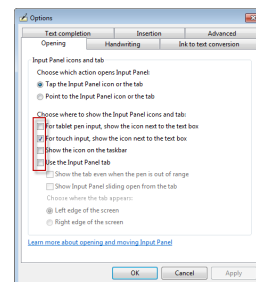 Options
Text completion Insertion Advanced
Opening Handwriting Ink to text conversion
Input Panel icons and tab
Choose which action opens Input Panel:
Tap the Input Panel icon or the tab
Point to the Input Panel icon or the tab
Choose where to show the Input Panel icons and tab:
For tablet pen input, show the icon next to the text box
For touch input, show the icon next to the text box
Show the icon on the taskbar
Use the Input Panel tab
Show the tab even when the pen is out of range
Show Input Panel sliding open from the tab
Choose where the tab appears:
Left edge of the screen
Right edge of the screen
Learn more about opening and moving Input Panel
OK Cancel Apply